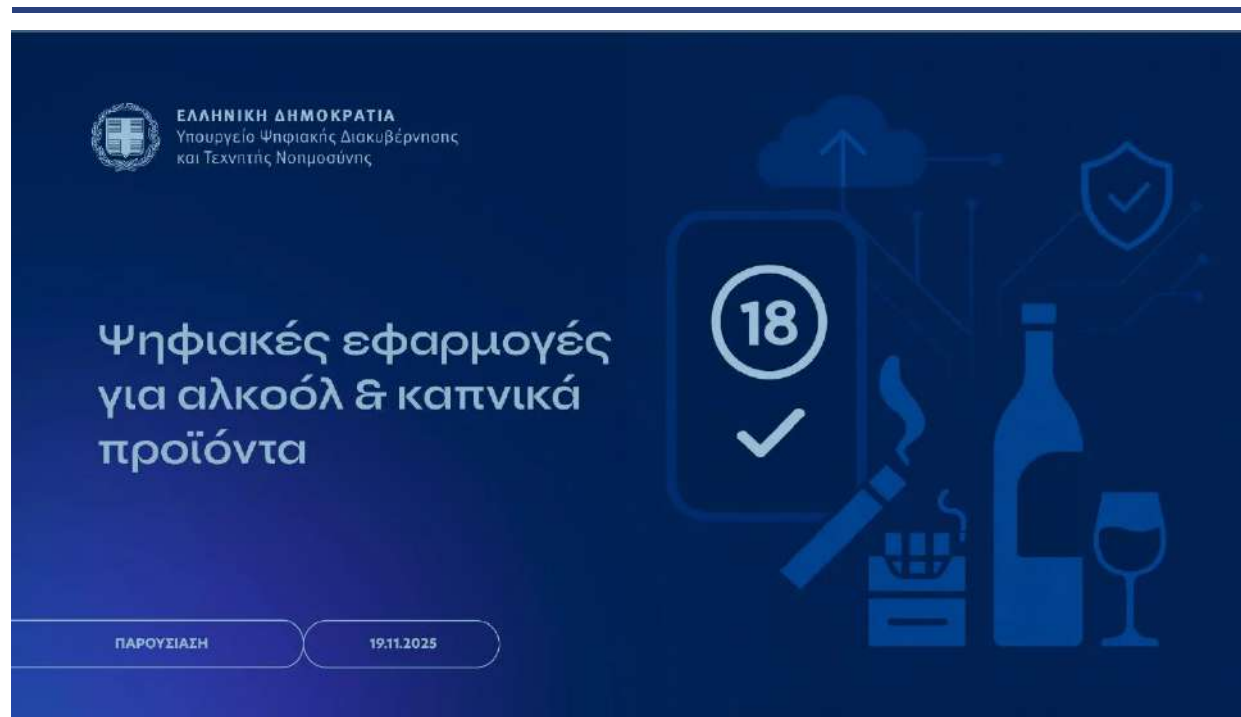 ΕΛΛΗΝΙΚΗ ΔΗΜΟΚΡΑΤΙΑ
Υπουργείο Ψηφιακής Διακυβέρνησης
και Τεχνητής Νοημοσύνης
Ψηφιακές εφαρμογές
για αλκοόλ & καπνικά
προϊόντα
18
ΠΑΡΟΥΣΙΑΣΗ
19.11.2025